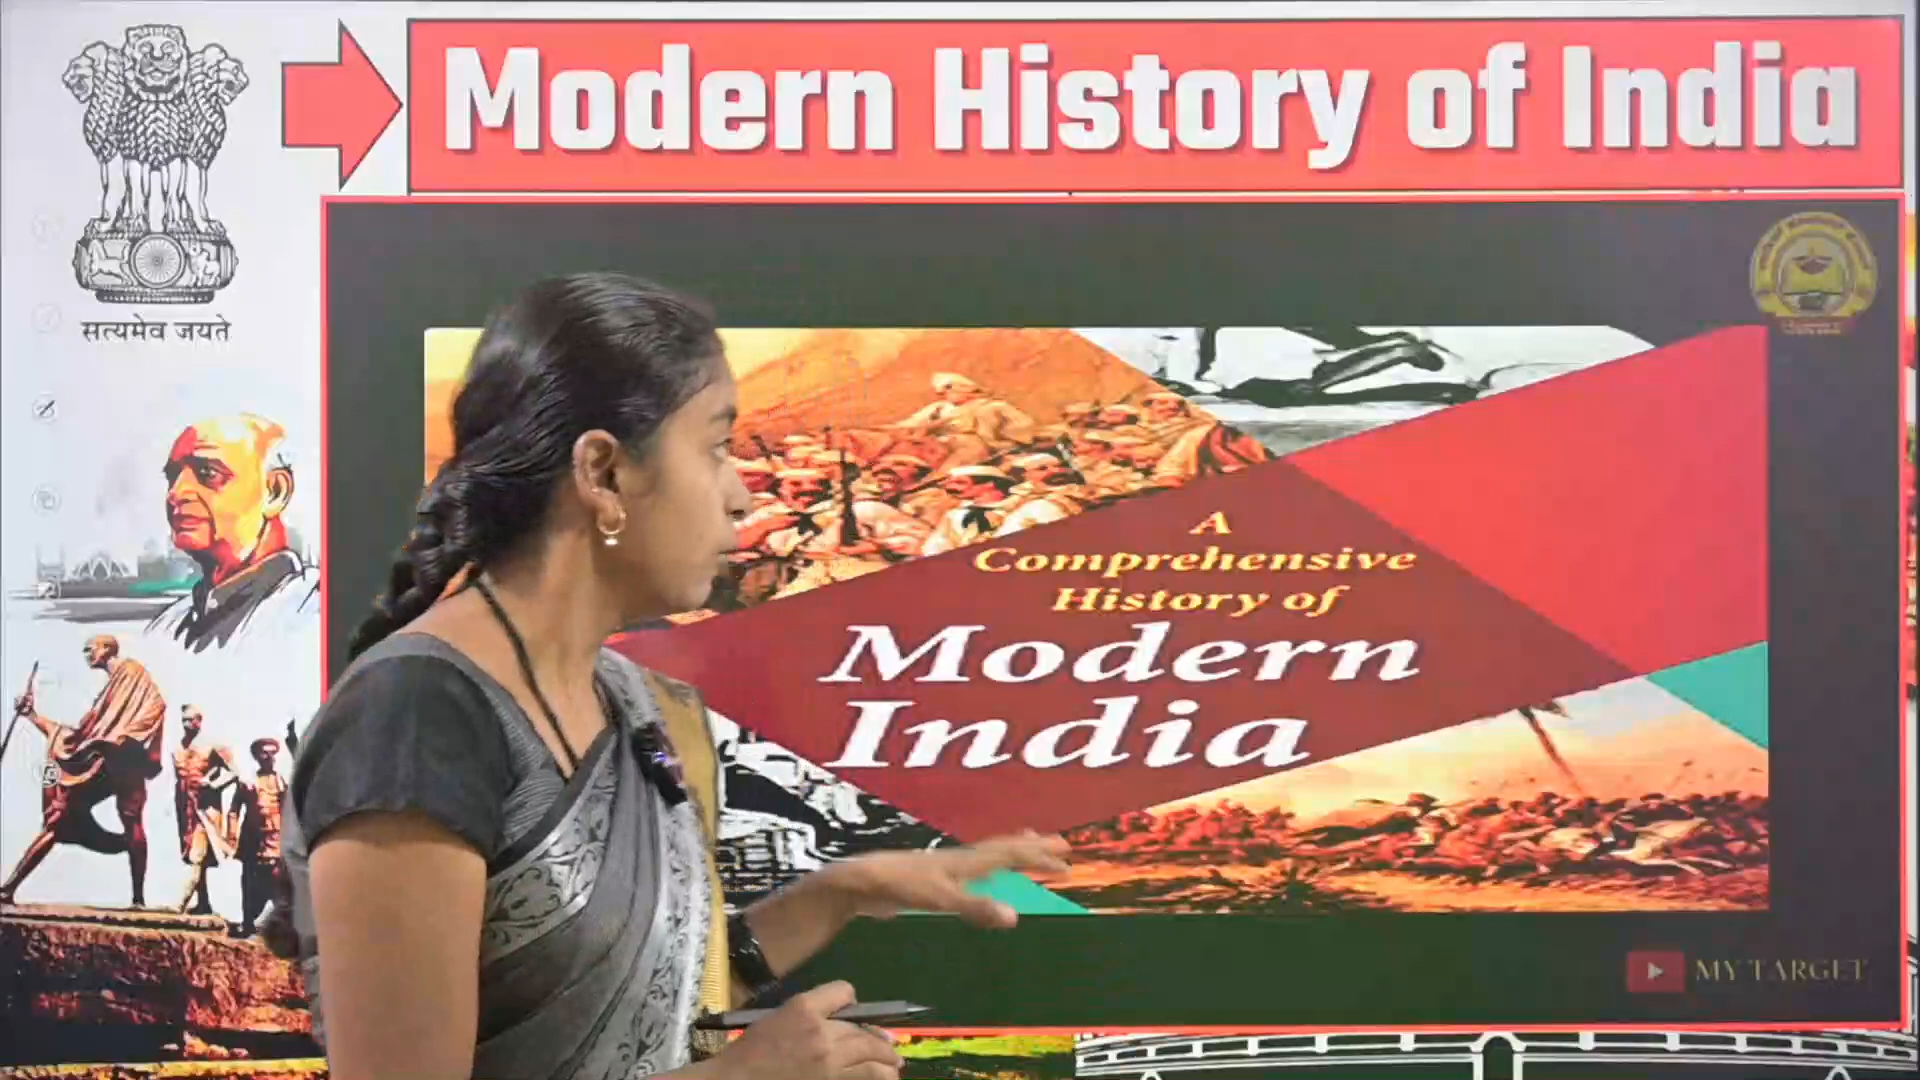 Modern History of India
सत्यमेव जयते
A
Comprehensive
History of
Modern
India
MY TARGET